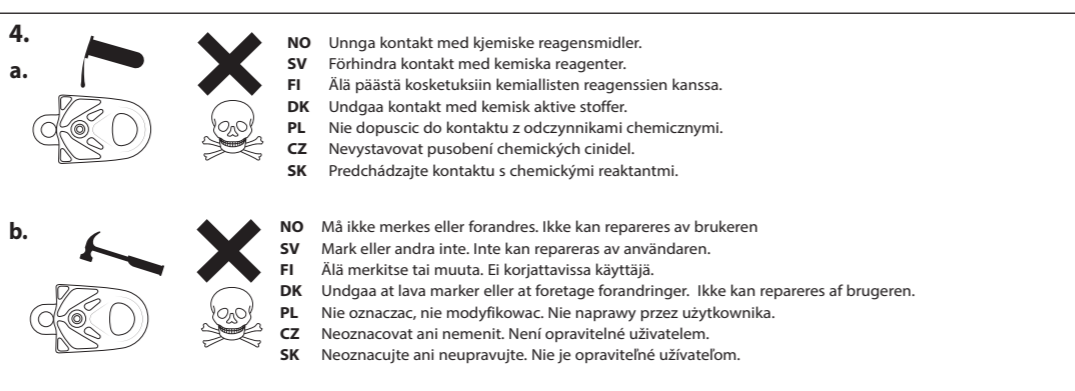 4.
a.
NO Unnga kontakt med kjemiske reagensmidler.
SV Förhindra kontakt med kemiska reagenter.
FI Älä päästä kosketuksiin kemiallisten reagenssien kanssa.
DK Undgaa kontakt med kemisk aktive stoffer.
PL Nie dopuscic do kontaktu z odczynnikami chemicznymi.
CZ Nevystavovat pusobení chemických cinidel.
SK Predchádzajte kontaktu s chemickými reaktantmi.
b.
NO Må ikke merkes eller forandres. Ikke kan repareres av brukeren
SV Mark eller andra inte. Inte kan repareras av användaren.
FI Älä merkitse tai muuta. Ei korjattavissa käyttäjä.
DK Undgaa at lava marker eller at foretage forandringer. Ikke kan repareres af brugeren.
PL Nie oznaczac, nie modyfikowac. Nie naprawy przez użytkownika.
CZ Neoznacovat ani nemenit. Není opravitelné uživatelem.
SK Neoznacujte ani neupravujte. Nie je opraviteľné užívateľom.